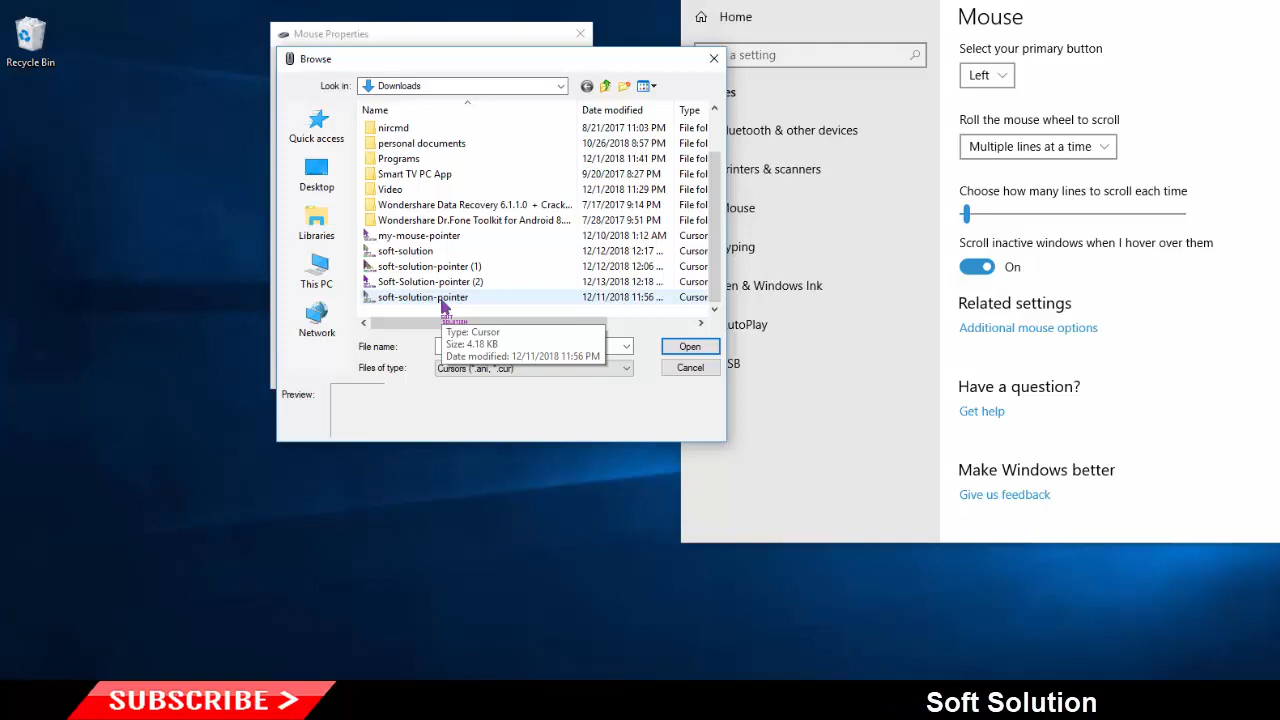 Recycle Bin
Mouse Properties
Browse
Look in:
Downloads
Name
Date modified
Type
Quick access
Desktop
Libraries
This PC
Network
nircmd 8/21/2017 11:03 PM File fol
personal documents 10/26/2018 8:57 PM File fol
Programs 12/1/2018 11:41 PM File fol
Smart TV PC App 9/20/2017 8:27 PM File fol
Video 12/1/2018 11:29 PM File fol
Wondershare Data Recovery 6.1.1.0 + Crack... 7/17/2017 9:14 PM File fol
Wondershare Dr.Fone Toolkit for Android 8.... 7/28/2017 9:51 PM File fol
my-mouse-pointer 12/10/2018 1:12 AM Cursor
soft-solution 12/12/2018 12:17 ... Cursor
soft-solution-pointer (1) 12/12/2018 12:06 ... Cursor
Soft-Solution-pointer (2) 12/13/2018 12:18 ... Cursor
soft-solution-pointer 12/11/2018 11:56 ... Cursor
SOFT
SOLUTION
Type: Cursor
Size: 4.18 KB
Date modified: 12/11/2018 11:56 PM
File name:
Open
Files of type:
Cursors (*.ani, *.cur)
Cancel
Preview:
Home
a setting
es
luetooth & other devices
rinters & scanners
ouse
yping
en & Windows Ink
utoPlay
SB
Mouse
Select your primary button
Left
Roll the mouse wheel to scroll
Multiple lines at a time
Choose how many lines to scroll each time
Scroll inactive windows when I hover over them
On
Related settings
Additional mouse options
Have a question?
Get help
Make Windows better
Give us feedback
SUBSCRIBE >
Soft Solution